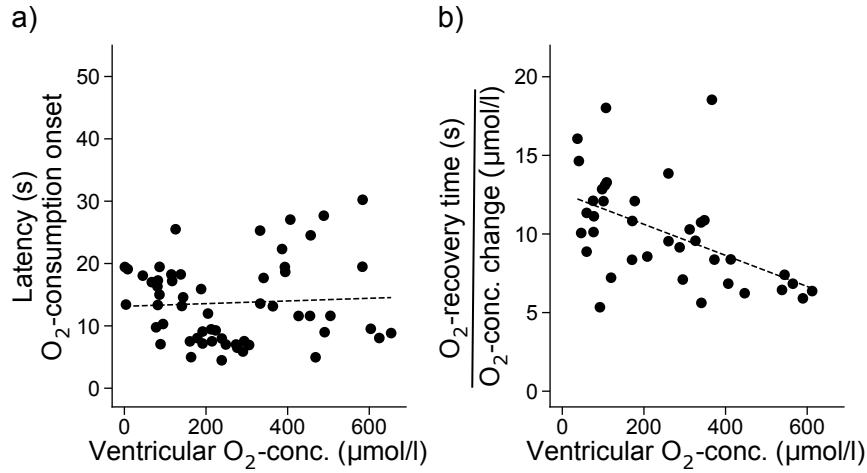 a)
Latency (s)
O₂-consumption onset
50
40
30
20
10
0
0 200 400 600
Ventricular O₂-conc. (µmol/l)
b)
O₂-recovery time (s)
O₂-conc. change (µmol/l)
20
15
10
5
0
0 200 400 600
Ventricular O₂-conc. (µmol/l)